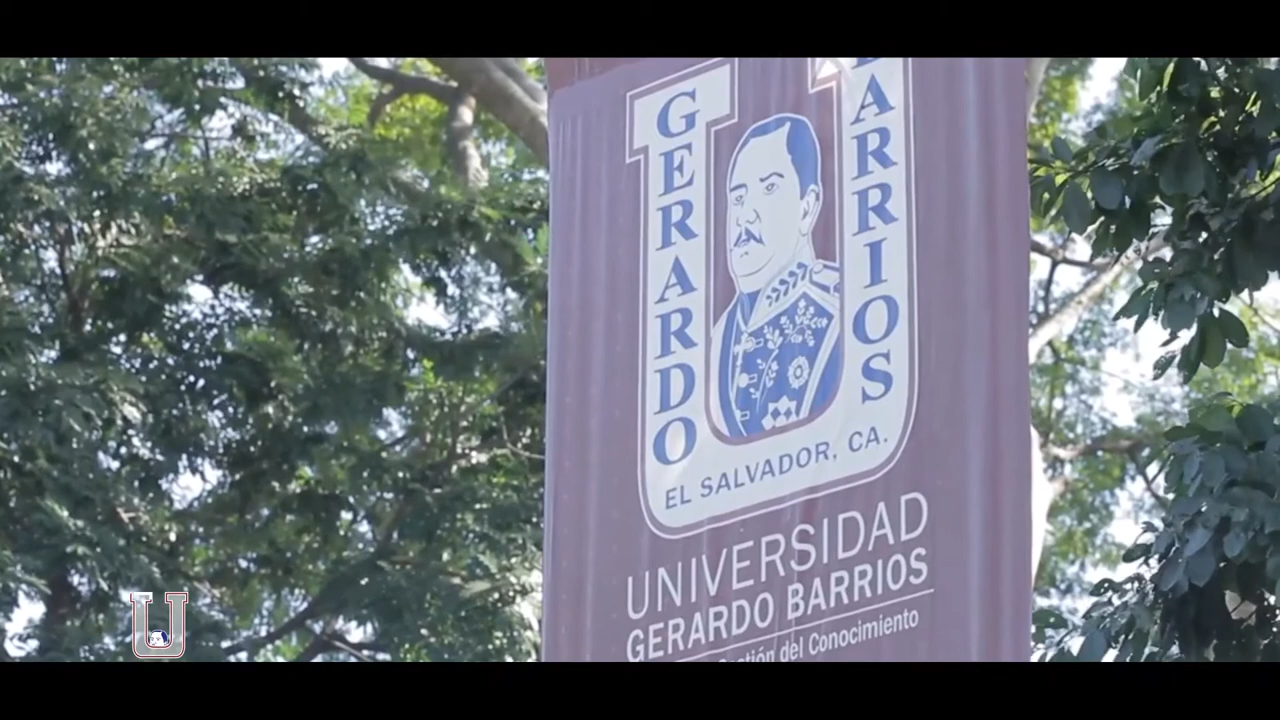 GERARDO
BARRIOS
EL SALVADOR, CA.
UNIVERSIDAD
GERARDO BARRIOS
del Conocimiento
U